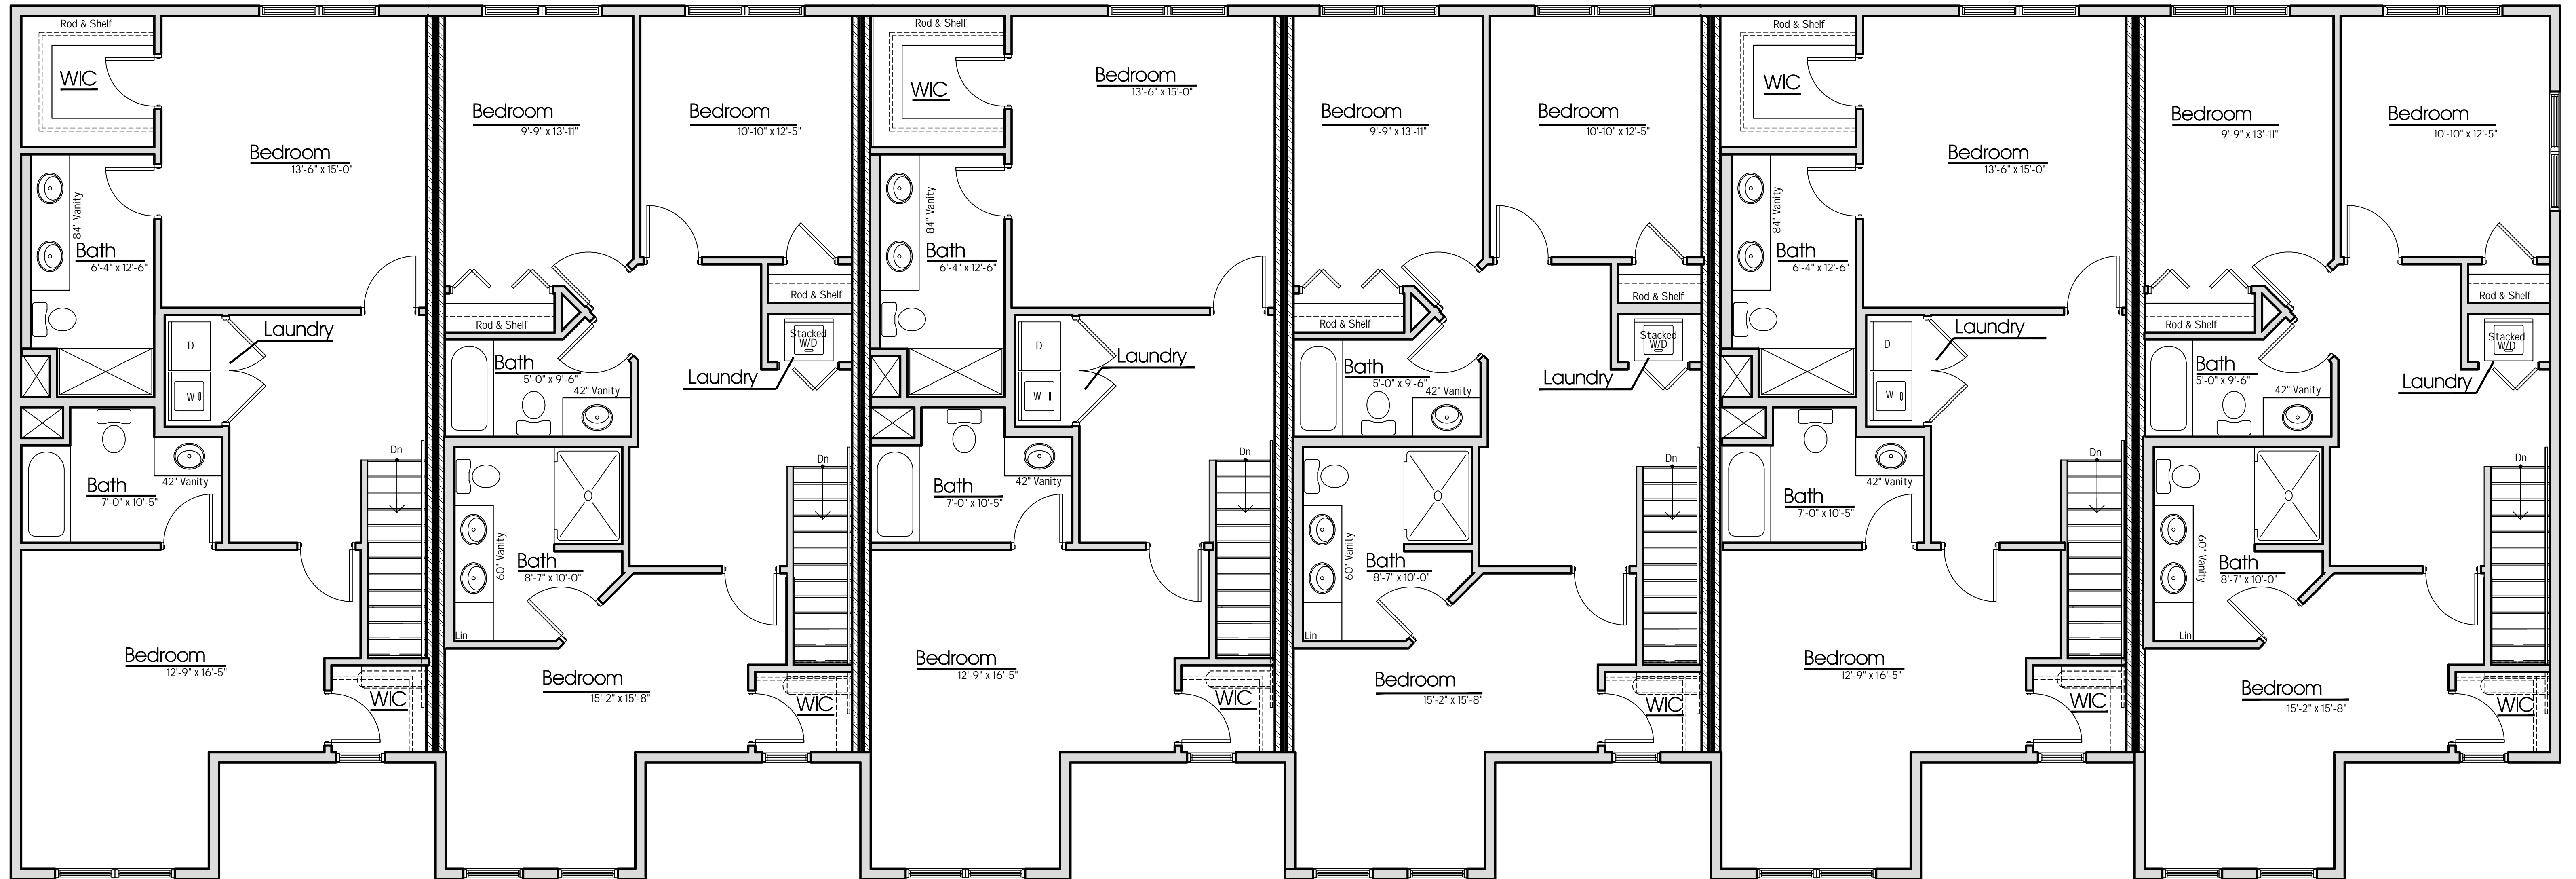 Rod & Shelf
WIC
Bedroom
13'-6" x 15'-0"
84" Vanity
Bath
6'-4" x 12'-6"
D
W
Laundry
Bath
7'-0" x 10'-5"
42" Vanity
Dn
Bedroom
12'-9" x 16'-5"
WIC
Bedroom
9'-9" x 13'-11"
Bedroom
10'-10" x 12'-5"
Rod & Shelf
Rod & Shelf
Stacked
W/D
Laundry
Bath
5'-0" x 9'-6"
42" Vanity
60" Vanity
Bath
8'-7" x 10'-0"
Lin
Dn
Bedroom
15'-2" x 15'-8"
WIC
Rod & Shelf
WIC
Bedroom
13'-6" x 15'-0"
84" Vanity
Bath
6'-4" x 12'-6"
D
W
Laundry
Bath
7'-0" x 10'-5"
42" Vanity
Dn
Bedroom
12'-9" x 16'-5"
WIC
Bedroom
9'-9" x 13'-11"
Bedroom
10'-10" x 12'-5"
Rod & Shelf
Rod & Shelf
Stacked
W/D
Laundry
Bath
5'-0" x 9'-6"
42" Vanity
60" Vanity
Bath
8'-7" x 10'-0"
Lin
Dn
Bedroom
15'-2" x 15'-8"
WIC
Rod & Shelf
WIC
Bedroom
13'-6" x 15'-0"
84" Vanity
Bath
6'-4" x 12'-6"
D
W
Laundry
Bath
7'-0" x 10'-5"
42" Vanity
Dn
Bedroom
12'-9" x 16'-5"
WIC
Bedroom
9'-9" x 13'-11"
Bedroom
10'-10" x 12'-5"
Rod & Shelf
Rod & Shelf
Stacked
W/D
Laundry
Bath
5'-0" x 9'-6"
42" Vanity
60" Vanity
Bath
8'-7" x 10'-0"
Lin
Dn
Bedroom
15'-2" x 15'-8"
WIC